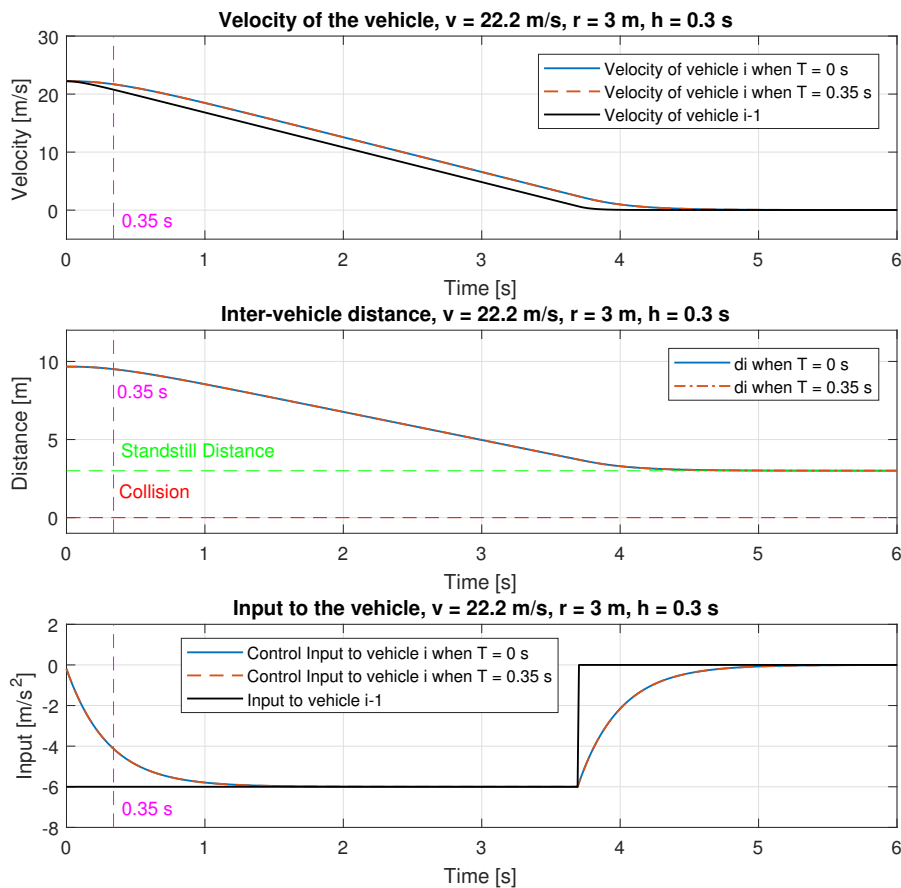 Velocity of the vehicle, v = 22.2 m/s, r = 3 m, h = 0.3 s
30
20
10
0
Velocity [m/s]
Velocity of vehicle i when T = 0 s
Velocity of vehicle i when T = 0.35 s
Velocity of vehicle i-1
0.35 s
0 1 2 3 4 5 6
Time [s]
Inter-vehicle distance, v = 22.2 m/s, r = 3 m, h = 0.3 s
10
5
0
Distance [m]
di when T = 0 s
di when T = 0.35 s
0.35 s
Standstill Distance
Collision
0 1 2 3 4 5 6
Time [s]
Input to the vehicle, v = 22.2 m/s, r = 3 m, h = 0.3 s
2
0
-2
-4
-6
-8
Input [m/s²]
Control Input to vehicle i when T = 0 s
Control Input to vehicle i when T = 0.35 s
Input to vehicle i-1
0.35 s
0 1 2 3 4 5 6
Time [s]